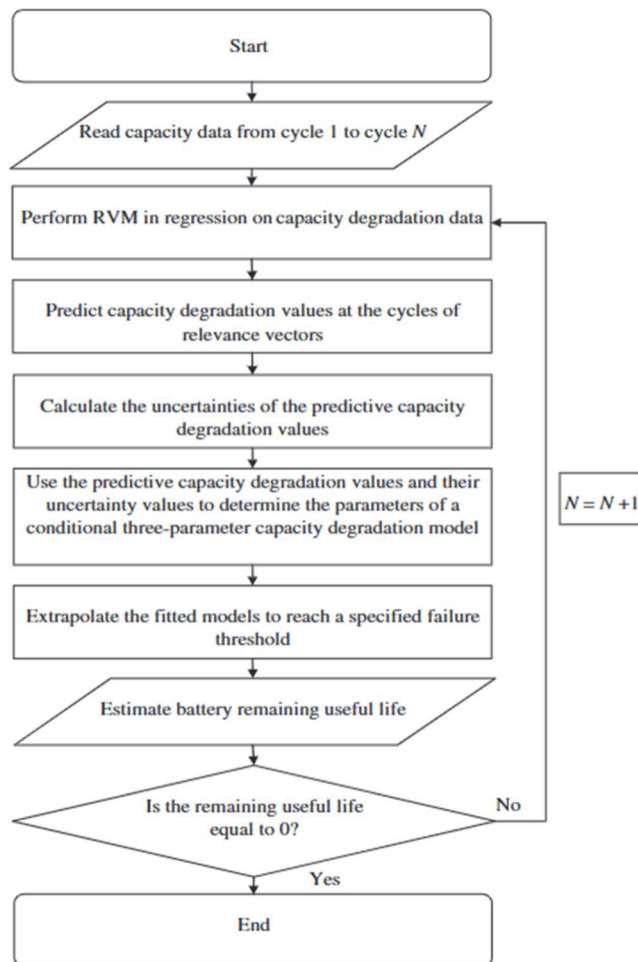 Start
Read capacity data from cycle 1 to cycle N
Perform RVM in regression on capacity degradation data
Predict capacity degradation values at the cycles of
relevance vectors
Calculate the uncertainties of the predictive capacity
degradation values
Use the predictive capacity degradation values and their
uncertainty values to determine the parameters of a
conditional three-parameter capacity degradation model
N = N +1
Extrapolate the fitted models to reach a specified failure
threshold
Estimate battery remaining useful life
Is the remaining useful life
equal to 0?
No
Yes
End